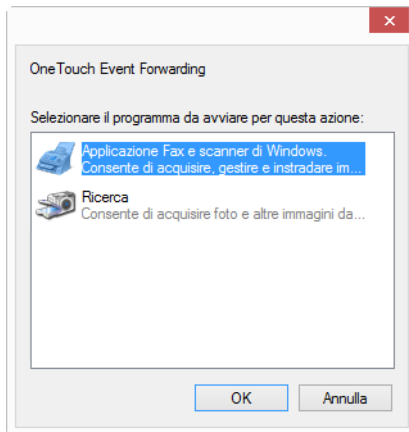 OneTouch Event Forwarding
Selezionare il programma da avviare per questa azione:
Applicazione Fax e scanner di Windows.
Consente di acquisire, gestire e instradare im...
Ricerca
Consente di acquisire foto e altre immagini da...
OK Annulla